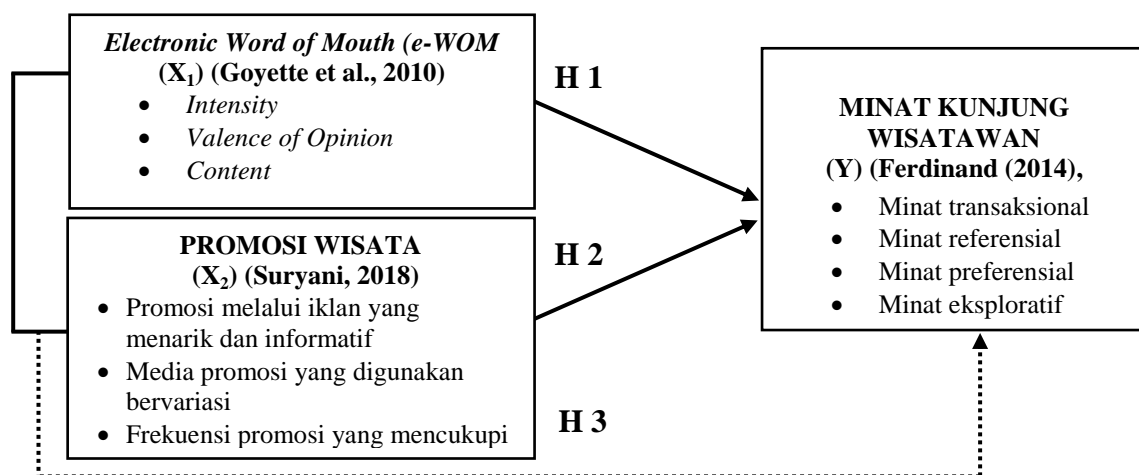 Electronic Word of Mouth (e-WOM
(X₁) (Goyette et al., 2010)
• Intensity
• Valence of Opinion
• Content
H 1
PROMOSI WISATA
(X₂) (Suryani, 2018)
• Promosi melalui iklan yang
menarik dan informatif
• Media promosi yang digunakan
bervariasi
• Frekuensi promosi yang mencukupi
H 2
H 3
MINAT KUNJUNG
WISATAWAN
(Y) (Ferdinand (2014),
• Minat transaksional
• Minat referensial
• Minat preferensial
• Minat eksploratif